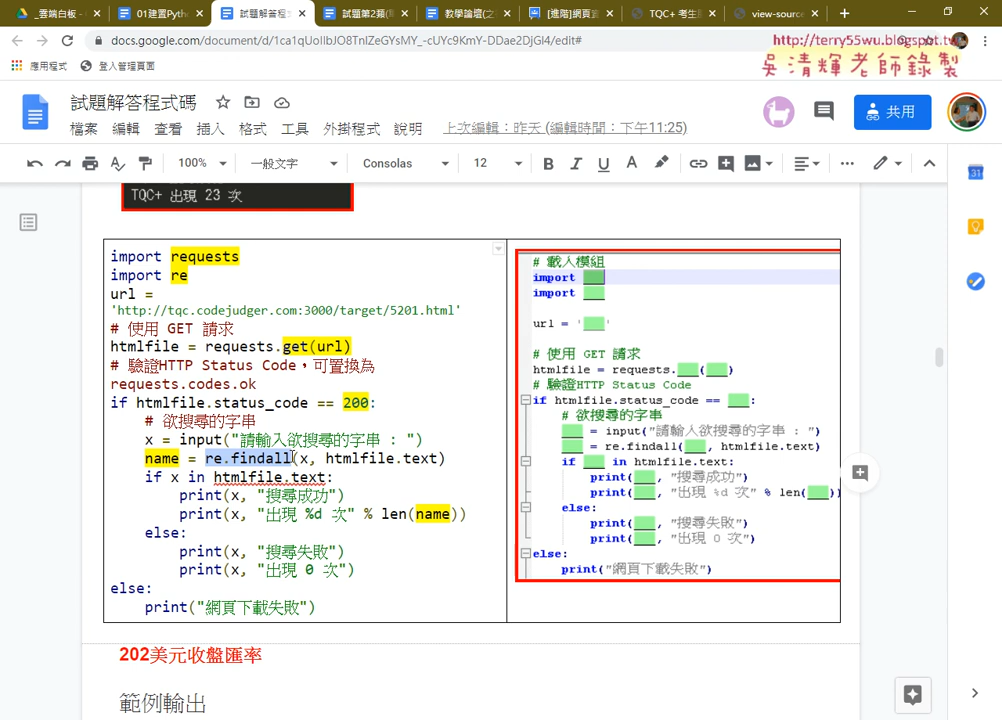 _雲端白板 -
01建置Pyth
試題解答程
試題第2類(
教學論壇(之
[進階]網頁
TQC+ 考生
view-source
docs.google.com/document/d/1ca1qUoIIbJO8TnIZeGYsMY_-cUYc9KmY-DDae2DjGl4/edit#
http://terry55wu.blogspot.tw
應用程式
登入管理頁面
吳清輝老師錄製
試題解答程式碼
共用
檔案 編輯 查看 插入 格式 工具 外掛程式 說明 上次編輯：昨天 (編輯時間：下午11:25)
100% 一般文字 Consolas 12 B I U A
31
TQC+ 出現 23 次
import requests
import re
url =
'http://tqc.codejudger.com:3000/target/5201.html'
# 使用 GET 請求
htmlfile = requests.get(url)
# 驗證HTTP Status Code，可置換為
requests.codes.ok
if htmlfile.status_code == 200:
# 欲搜尋的字串
x = input("請輸入欲搜尋的字串 : ")
name = re.findall(x, htmlfile.text)
if x in htmlfile.text:
print(x, "搜尋成功")
print(x, "出現 %d 次" % len(name))
else:
print(x, "搜尋失敗")
print(x, "出現 0 次")
else:
print("網頁下載失敗")
# 載入模組
import
import
url = ' '
# 使用 GET 請求
htmlfile = requests. ( )
# 驗證HTTP Status Code
if htmlfile.status_code == :
# 欲搜尋的字串
= input("請輸入欲搜尋的字串 : ")
= re.findall( , htmlfile.text)
if in htmlfile.text:
print( , "搜尋成功")
print( , "出現 %d 次" % len( ))
else:
print( , "搜尋失敗")
print( , "出現 0 次")
else:
print("網頁下載失敗")
202美元收盤匯率
範例輸出